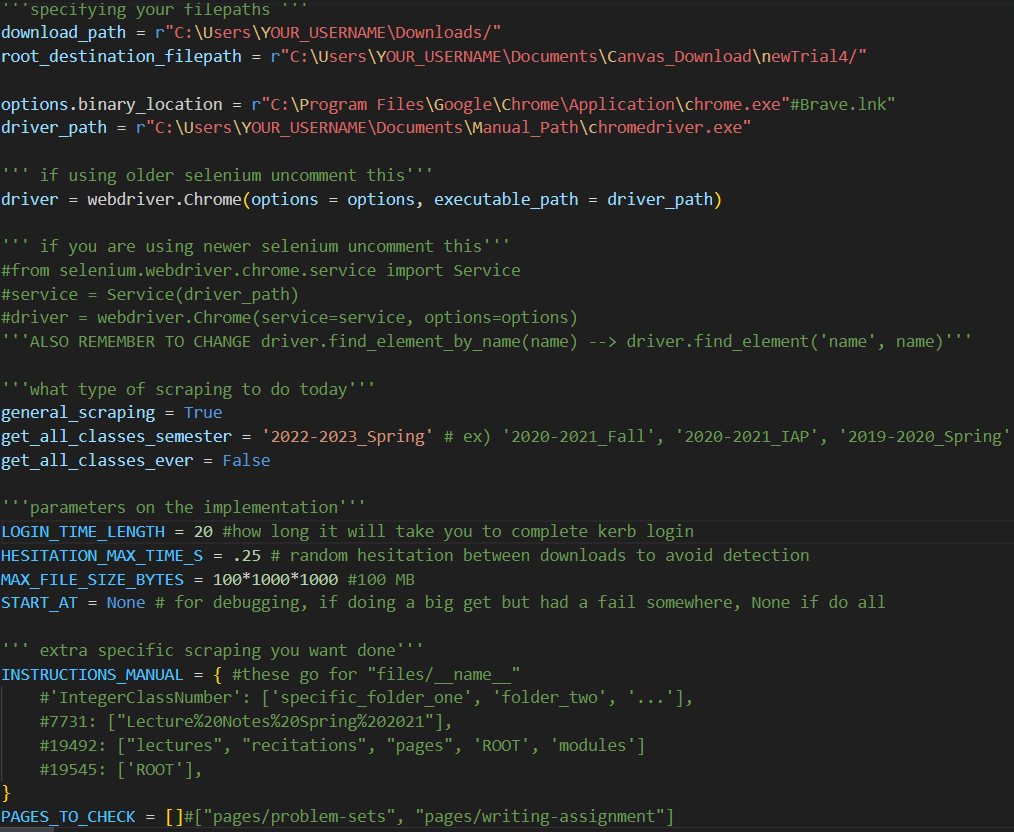 '''specifying your filepaths '''
download_path = r"C:\Users\YOUR_USERNAME\Downloads/"
root_destination_filepath = r"C:\Users\YOUR_USERNAME\Documents\Canvas_Download\newTrial4/"
options.binary_location = r"C:\Program Files\Google\Chrome\Application\chrome.exe"#Brave.lnk"
driver_path = r"C:\Users\YOUR_USERNAME\Documents\Manual_Path\chromedriver.exe"
''' if using older selenium uncomment this'''
driver = webdriver.Chrome(options = options, executable_path = driver_path)
''' if you are using newer selenium uncomment this'''
#from selenium.webdriver.chrome.service import Service
#service = Service(driver_path)
#driver = webdriver.Chrome(service=service, options=options)
'''ALSO REMEMBER TO CHANGE driver.find_element_by_name(name) --> driver.find_element('name', name)'''
'''what type of scraping to do today'''
general_scraping = True
get_all_classes_semester = '2022-2023_Spring' # ex) '2020-2021_Fall', '2020-2021_IAP', '2019-2020_Spring'
get_all_classes_ever = False
'''parameters on the implementation'''
LOGIN_TIME_LENGTH = 20 #how long it will take you to complete kerb login
HESITATION_MAX_TIME_S = .25 # random hesitation between downloads to avoid detection
MAX_FILE_SIZE_BYTES = 100*1000*1000 #100 MB
START_AT = None # for debugging, if doing a big get but had a fail somewhere, None if do all
''' extra specific scraping you want done'''
INSTRUCTIONS_MANUAL = { #these go for "files/__name__"
#'IntegerClassNumber': ['specific_folder_one', 'folder_two', '...'],
#7731: ["Lecture%20Notes%20Spring%202021"],
#19492: ["lectures", "recitations", "pages", 'ROOT', 'modules']
#19545: ['ROOT'],
}
PAGES_TO_CHECK = []#["pages/problem-sets", "pages/writing-assignment"]